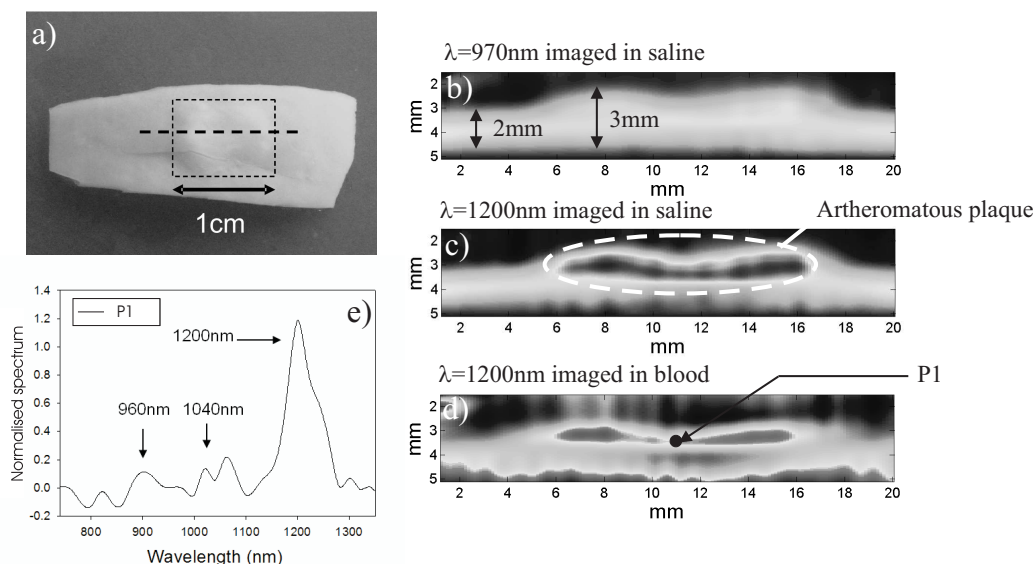 a)
1cm
λ=970nm imaged in saline
b)
2mm
3mm
mm
2
3
4
5
2 4 6 8 10 12 14 16 18 20
mm
λ=1200nm imaged in saline
Artheromatous plaque
c)
mm
2
3
4
5
2 4 6 8 10 12 14 16 18 20
mm
λ=1200nm imaged in blood
P1
d)
mm
2
3
4
5
2 4 6 8 10 12 14 16 18 20
mm
e)
P1
1200nm
960nm
1040nm
Normalised spectrum
1.4
1.2
1.0
0.8
0.6
0.4
0.2
0.0
-0.2
800 900 1000 1100 1200 1300
Wavelength (nm)